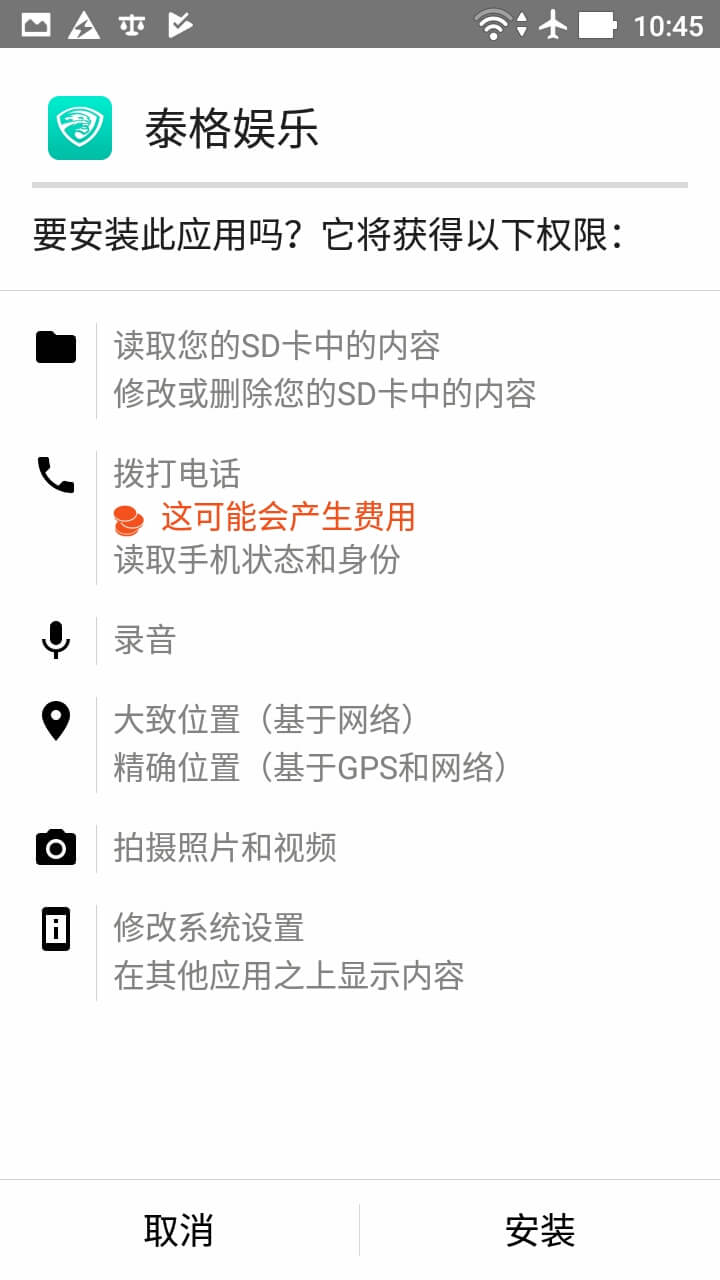 10:45
泰格娱乐
要安装此应用吗？它将获得以下权限：
读取您的SD卡中的内容
修改或删除您的SD卡中的内容
拨打电话
这可能会产生费用
读取手机状态和身份
录音
大致位置（基于网络）
精确位置（基于GPS和网络）
拍摄照片和视频
修改系统设置
在其他应用之上显示内容
取消
安装